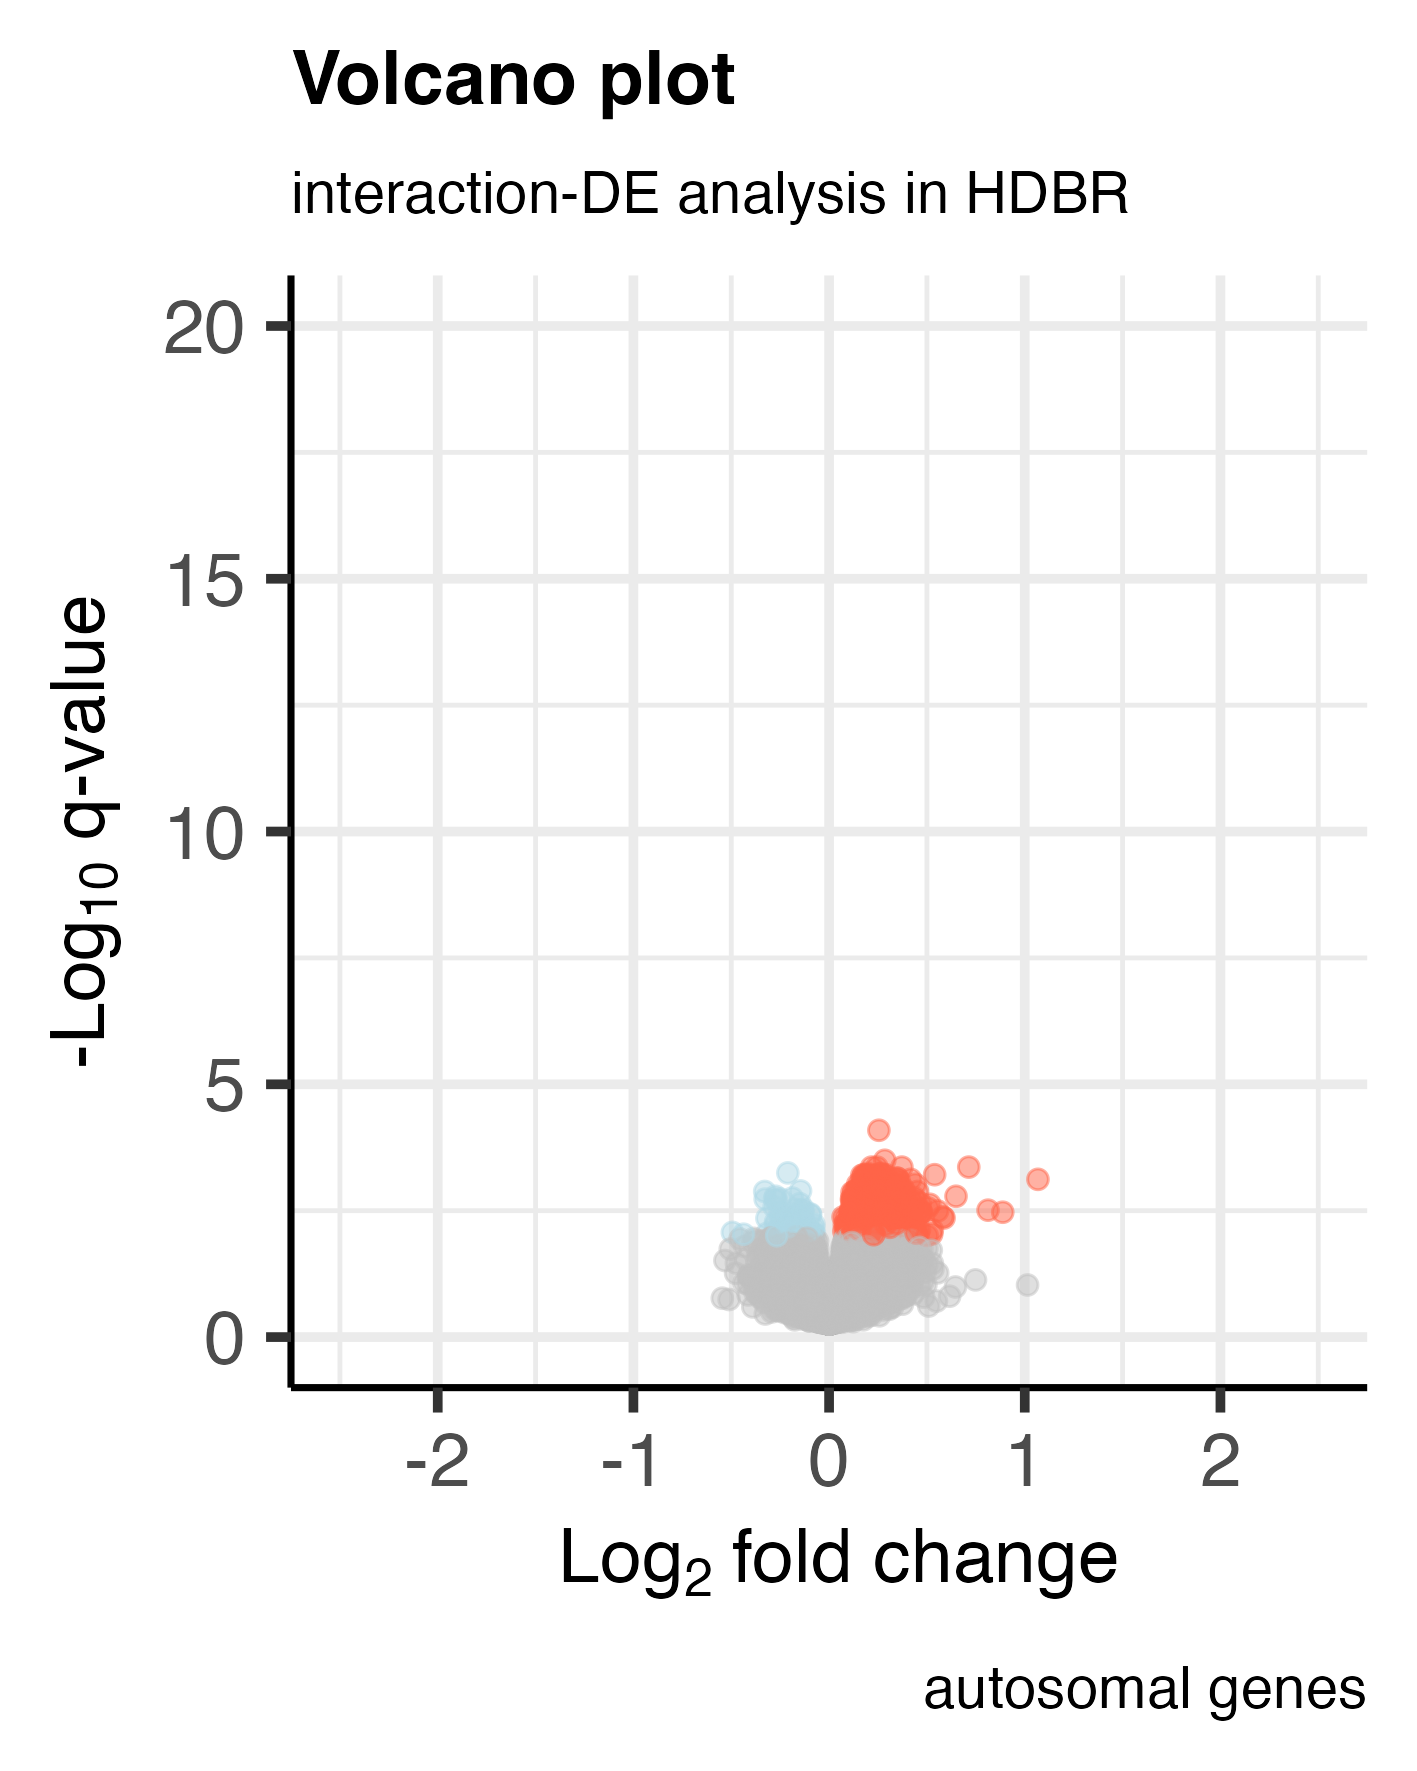 Volcano plot
interaction-DE analysis in HDBR
20
15
10
5
0
-Log10 q-value
-2 -1 0 1 2
Log2 fold change
autosomal genes